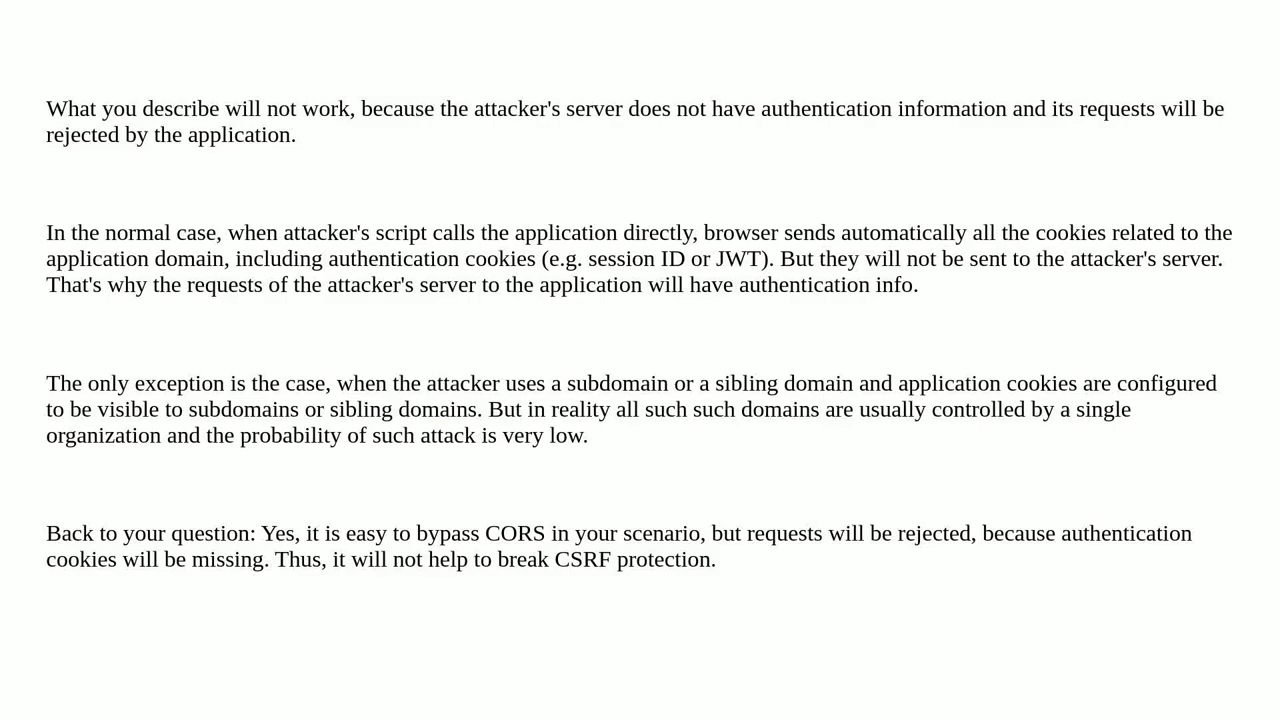 What you describe will not work, because the attacker's server does not have authentication information and its requests will be
rejected by the application.
In the normal case, when attacker's script calls the application directly, browser sends automatically all the cookies related to the
application domain, including authentication cookies (e.g. session ID or JWT). But they will not be sent to the attacker's server.
That's why the requests of the attacker's server to the application will have authentication info.
The only exception is the case, when the attacker uses a subdomain or a sibling domain and application cookies are configured
to be visible to subdomains or sibling domains. But in reality all such such domains are usually controlled by a single
organization and the probability of such attack is very low.
Back to your question: Yes, it is easy to bypass CORS in your scenario, but requests will be rejected, because authentication
cookies will be missing. Thus, it will not help to break CSRF protection.